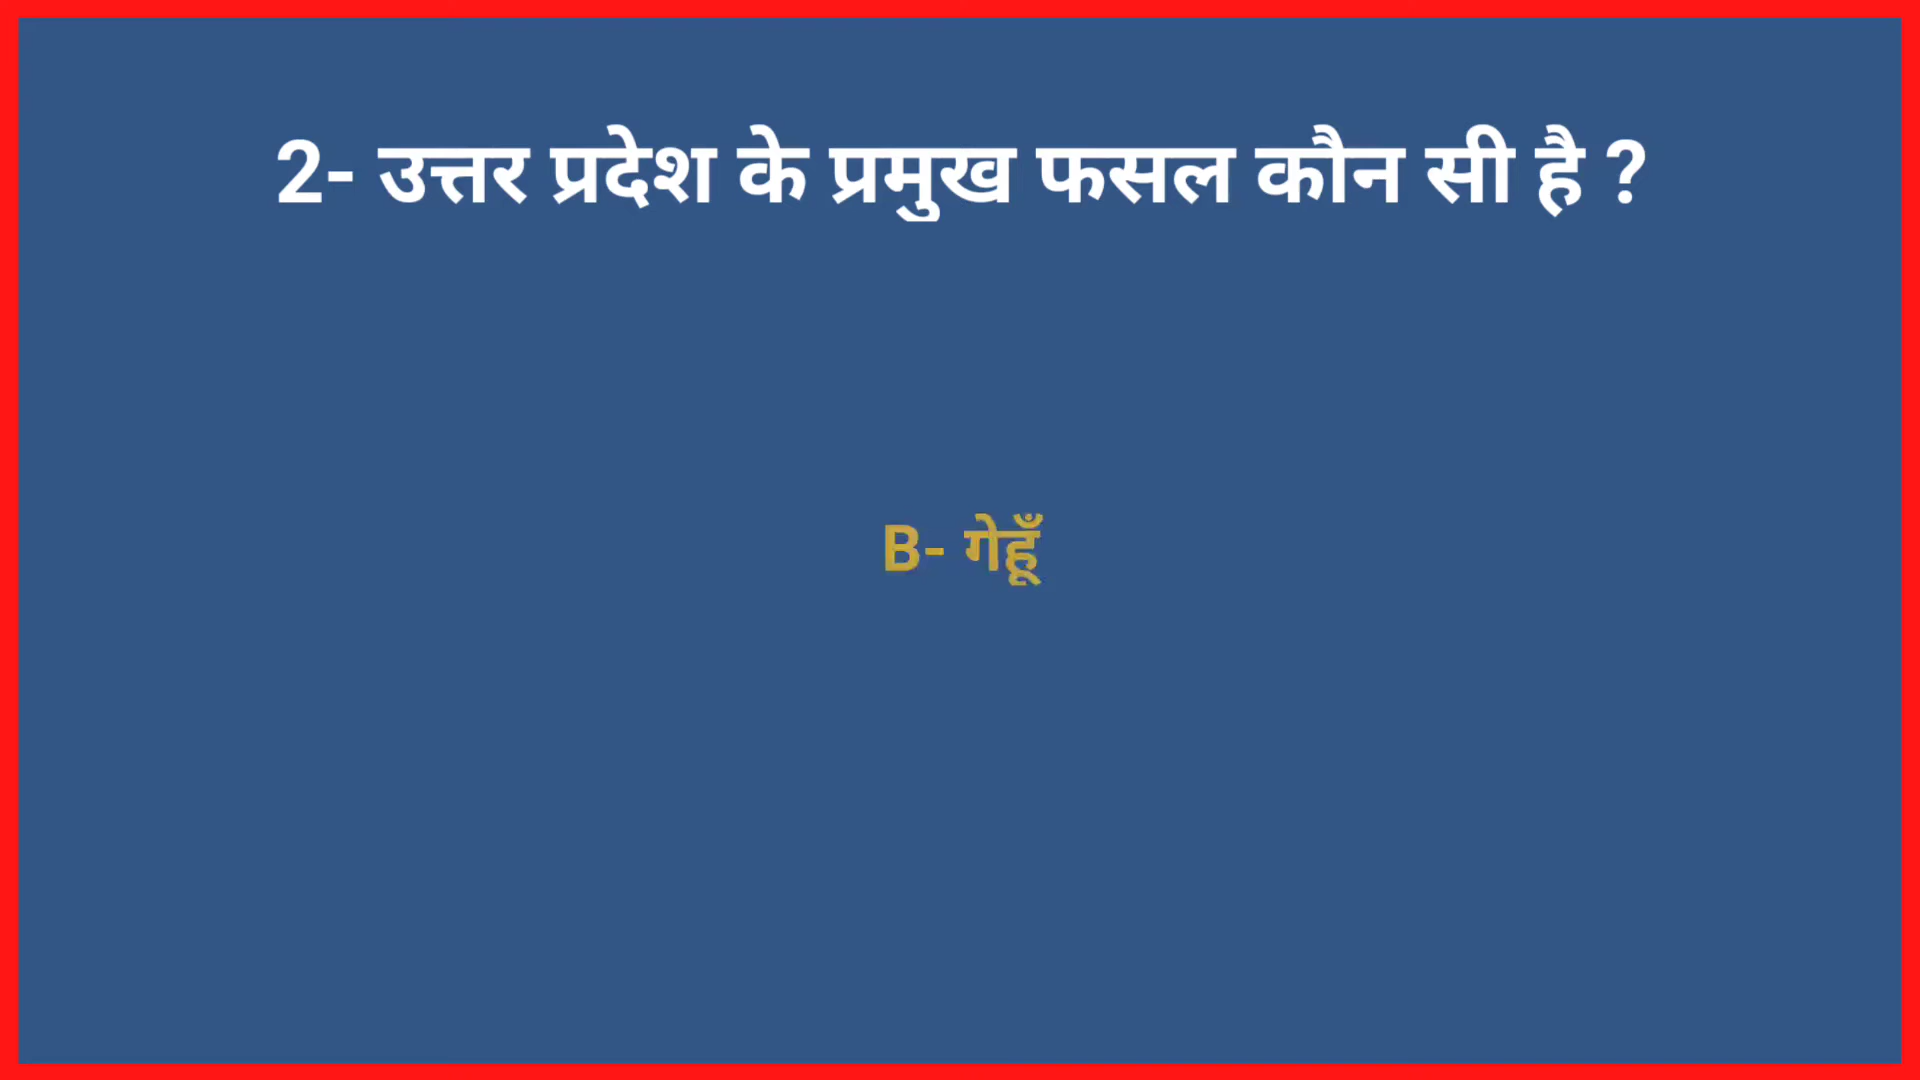 2- उत्तर प्रदेश के प्रमुख फसल कौन सी है ?
B- गेहूँ